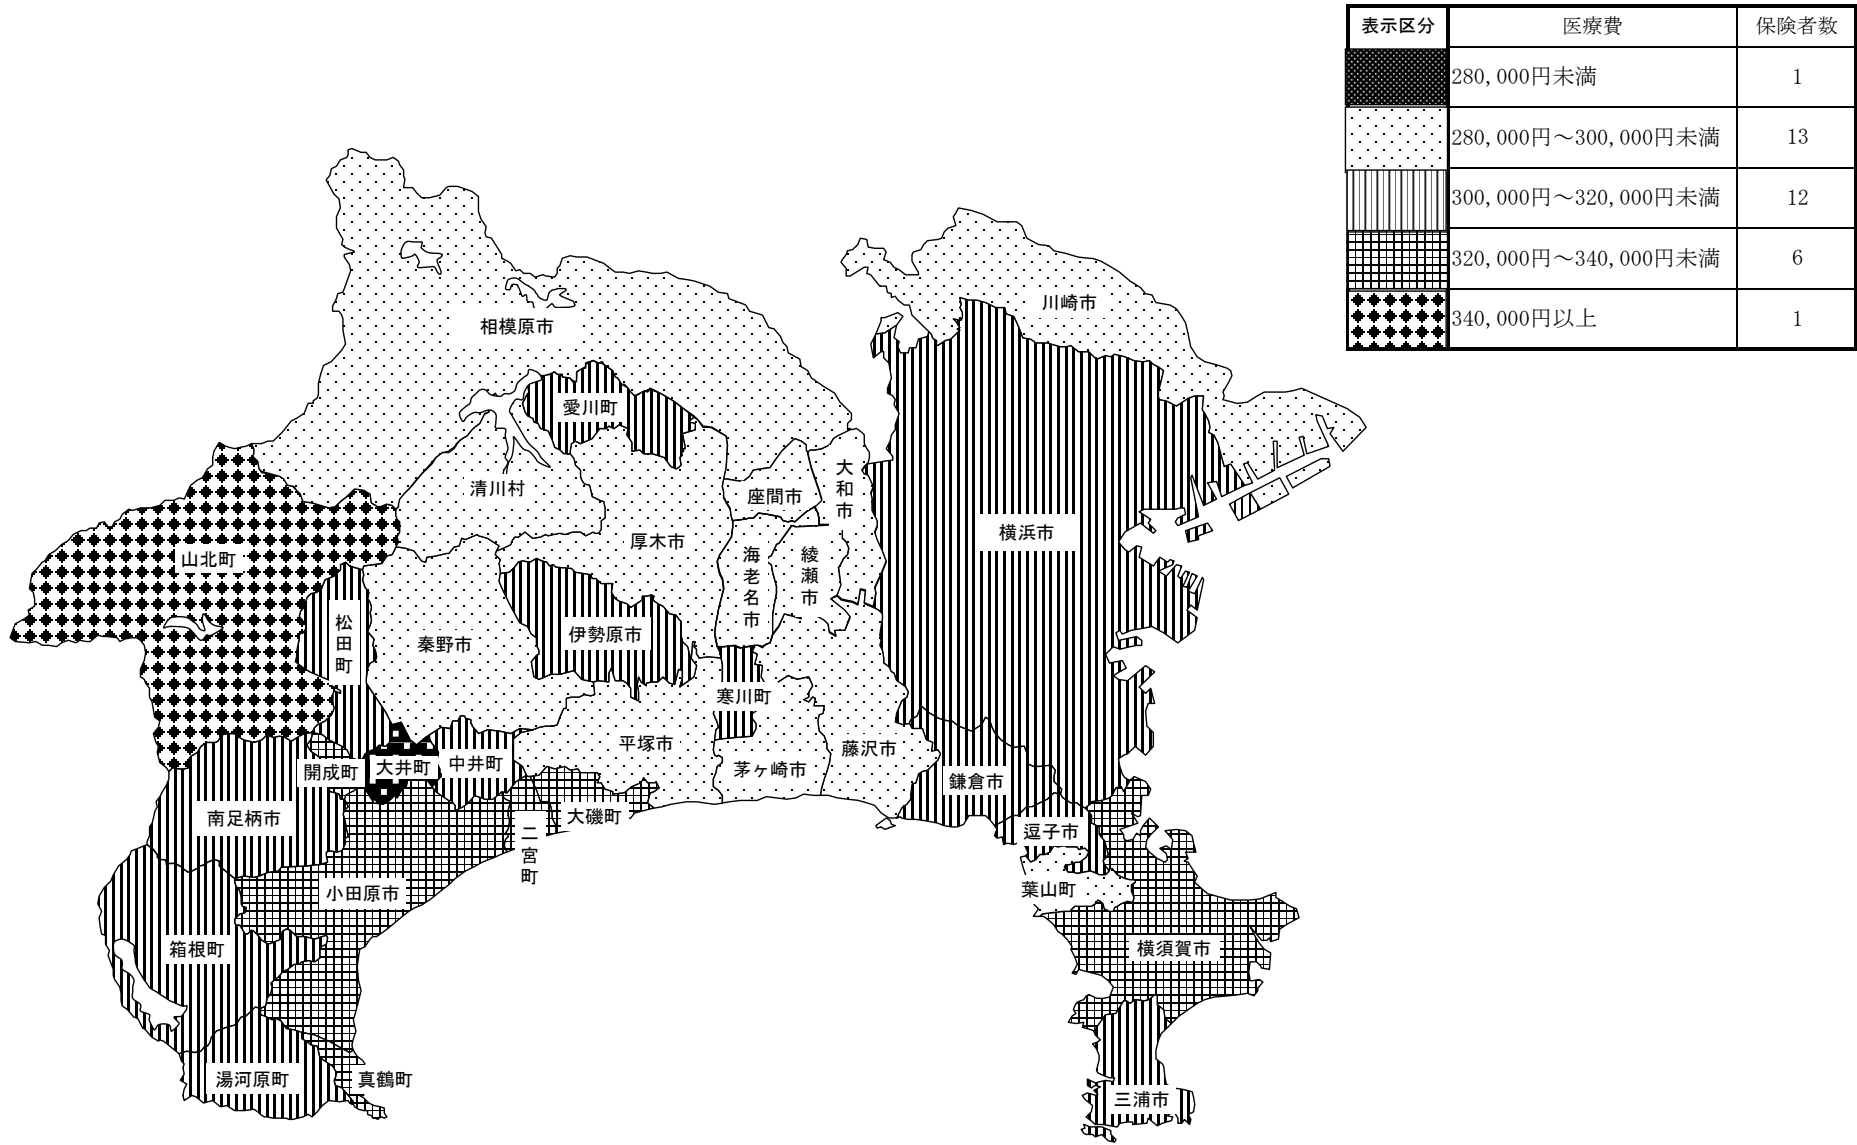 表示区分 医療費 保険者数
280,000円未満 1
280,000円～300,000円未満 13
300,000円～320,000円未満 12
320,000円～340,000円未満 6
340,000円以上 1
川崎市
相模原市
愛川町
清川村
座間市
大和市
横浜市
厚木市
山北町
海老名市
綾瀬市
松田町
秦野市
伊勢原市
寒川町
平塚市
藤沢市
開成町
大井町
中井町
茅ヶ崎市
鎌倉市
南足柄市
大磯町
二宮町
逗子市
小田原市
葉山町
箱根町
横須賀市
湯河原町
真鶴町
三浦市